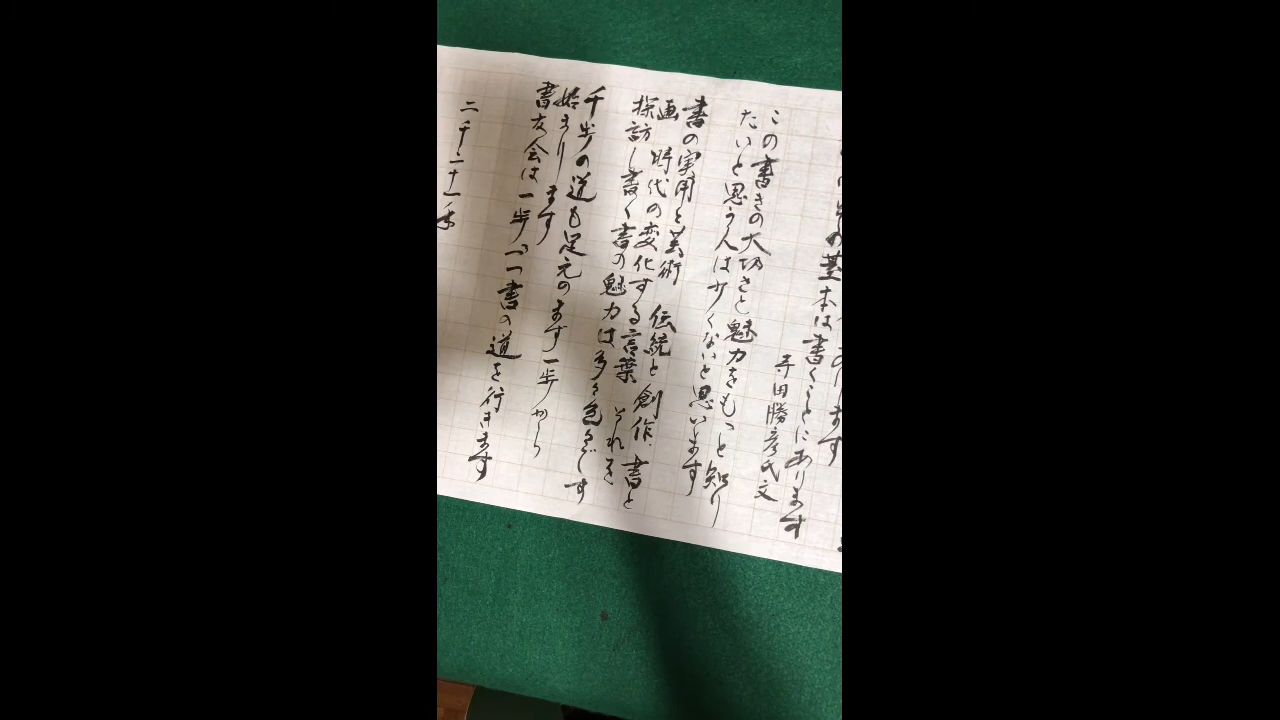 の基本は書くことにあります
寺田勝彦氏文
この書きの大切さと魅力をもっと知り
たいと思う人は少くないと思います
書の実用と芸術 伝統と創作 書と
画 時代の変化する言葉 それを
探訪し書く書の魅力は多々色々です
千歩の道も足元のまず一歩から
始まります
書友会は一歩一歩書の道を行きます
二千二十一年